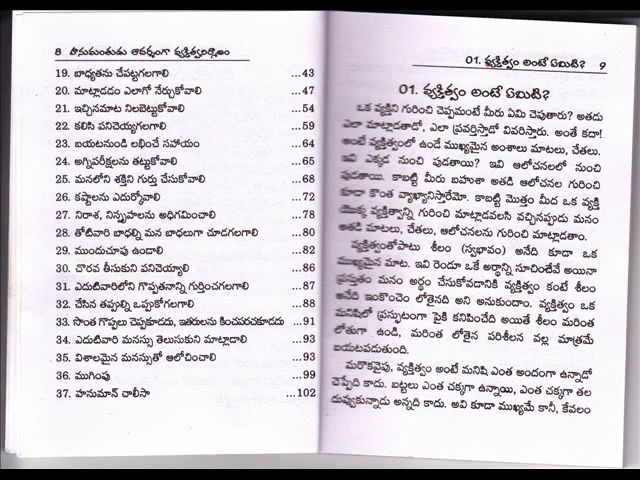 8 హనుమంతుడు ఆదర్శంగా వ్యక్తిత్వనిర్మాణం
19. బాధ్యతను చేపట్టగలగాలి ...43
20. మాట్లాడడం ఎలాగో నేర్చుకోవాలి ...47
21. ఇచ్చినమాట నిలబెట్టుకోవాలి ...54
22. కలిసి పనిచెయ్యగలగాలి ...59
23. బయటనుండి లభించే సహాయం ...64
24. అగ్నిపరీక్షలను తట్టుకోవాలి ...65
25. మనలోని శక్తిని గుర్తు చేసుకోవాలి ...68
26. కష్టాలను ఎదుర్కోవాలి ...72
27. నిరాశ, నిస్పృహలను అధిగమించాలి ...78
28. తోటివారి బాధల్ని మన బాధలుగా చూడగలగాలి ...80
29. ముందుచూపు ఉండాలి ...82
30. చొరవ తీసుకుని పనిచెయ్యాలి ...86
31. ఎదుటివారిలోని గొప్పతనాన్ని గుర్తించగలగాలి ...87
32. చేసిన తప్పుల్ని ఒప్పుకోగలగాలి ...88
33. సొంత గొప్పలు చెప్పకూడదు, ఇతరులను కించపరచకూడదు ...91
34. ఎదుటివారి మనస్సు తెలుసుకుని మాట్లాడాలి ...93
35. విశాలమైన మనస్సుతో ఆలోచించాలి ...93
36. ముగింపు ...99
37. హనుమాన్ చాలీసా ...102
01. వ్యక్తిత్వం అంటే ఏమిటి? 9
01. వ్యక్తిత్వం అంటే ఏమిటి?
ఒక వ్యక్తిని గురించి చెప్పమంటే మీరు ఏమి చెపుతారు? అతడు
ఎలా మాట్లాడతాడో, ఎలా ప్రవర్తిస్తాడో వివరిస్తారు. అంతే కదా!
అంటే వ్యక్తిత్వంలో ఉండే ముఖ్యమైన అంశాలు మాటలు, చేతలు.
ఇవి ఎక్కడ నుంచి పుడతాయి? ఇవి ఆలోచనలలో నుంచి
పుడతాయి. కాబట్టి మీరు బహుశా అతడి ఆలోచనల గురించి
కూడా కొంత వ్యాఖ్యానిస్తారేమో. కాబట్టి మొత్తం మీద ఒక వ్యక్తి
యొక్క వ్యక్తిత్వాన్ని గురించి మాట్లాడవలసి వచ్చినప్పుడు మనం
అతడి మాటలు, చేతలు, ఆలోచనలను గురించి మాట్లాడతాం.
వ్యక్తిత్వంతోపాటు శీలం (స్వభావం) అనేది కూడా ఒక
ముఖ్యమైన మాట. ఇవి రెండూ ఒకే అర్థాన్ని సూచించేవే అయినా
ప్రస్తుతం మనం అర్థం చేసుకోవడానికి వ్యక్తిత్వం కంటే శీలం
అనేది ఇంకొంచెం లోతైనది అని అనుకుందాం. వ్యక్తిత్వం ఒక
మనిషిలో ప్రస్ఫుటంగా పైకి కనిపించేది అయితే శీలం మరింత
లోతుగా ఉండి, మరింత లోతైన పరిశీలన వల్ల మాత్రమే
బయటపడుతుంది.
మరొకవైపు, వ్యక్తిత్వం అంటే మనిషి ఎంత అందంగా ఉన్నాడో
చెప్పేది కాదు. బట్టలు ఎంత చక్కగా ఉన్నాయి, ఎంత చక్కగా తల
దువ్వుకున్నాడు అన్నది కాదు. అవి కూడా ముఖ్యమే కానీ, కేవలం